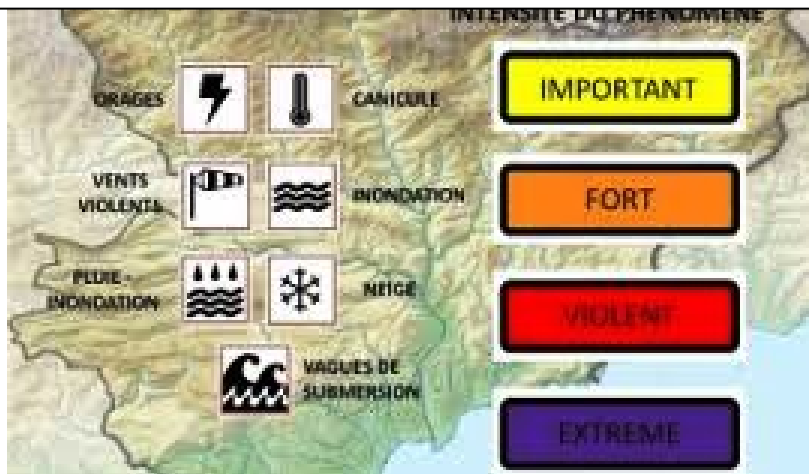 INTENSITE DU PHENOMENE
ORAGES
CANICULE
IMPORTANT
VENTS
VIOLENTS
INONDATION
FORT
PLUIE -
INONDATION
NEIGE
VIOLENT
VAGUES DE
SUBMERSION
EXTREME